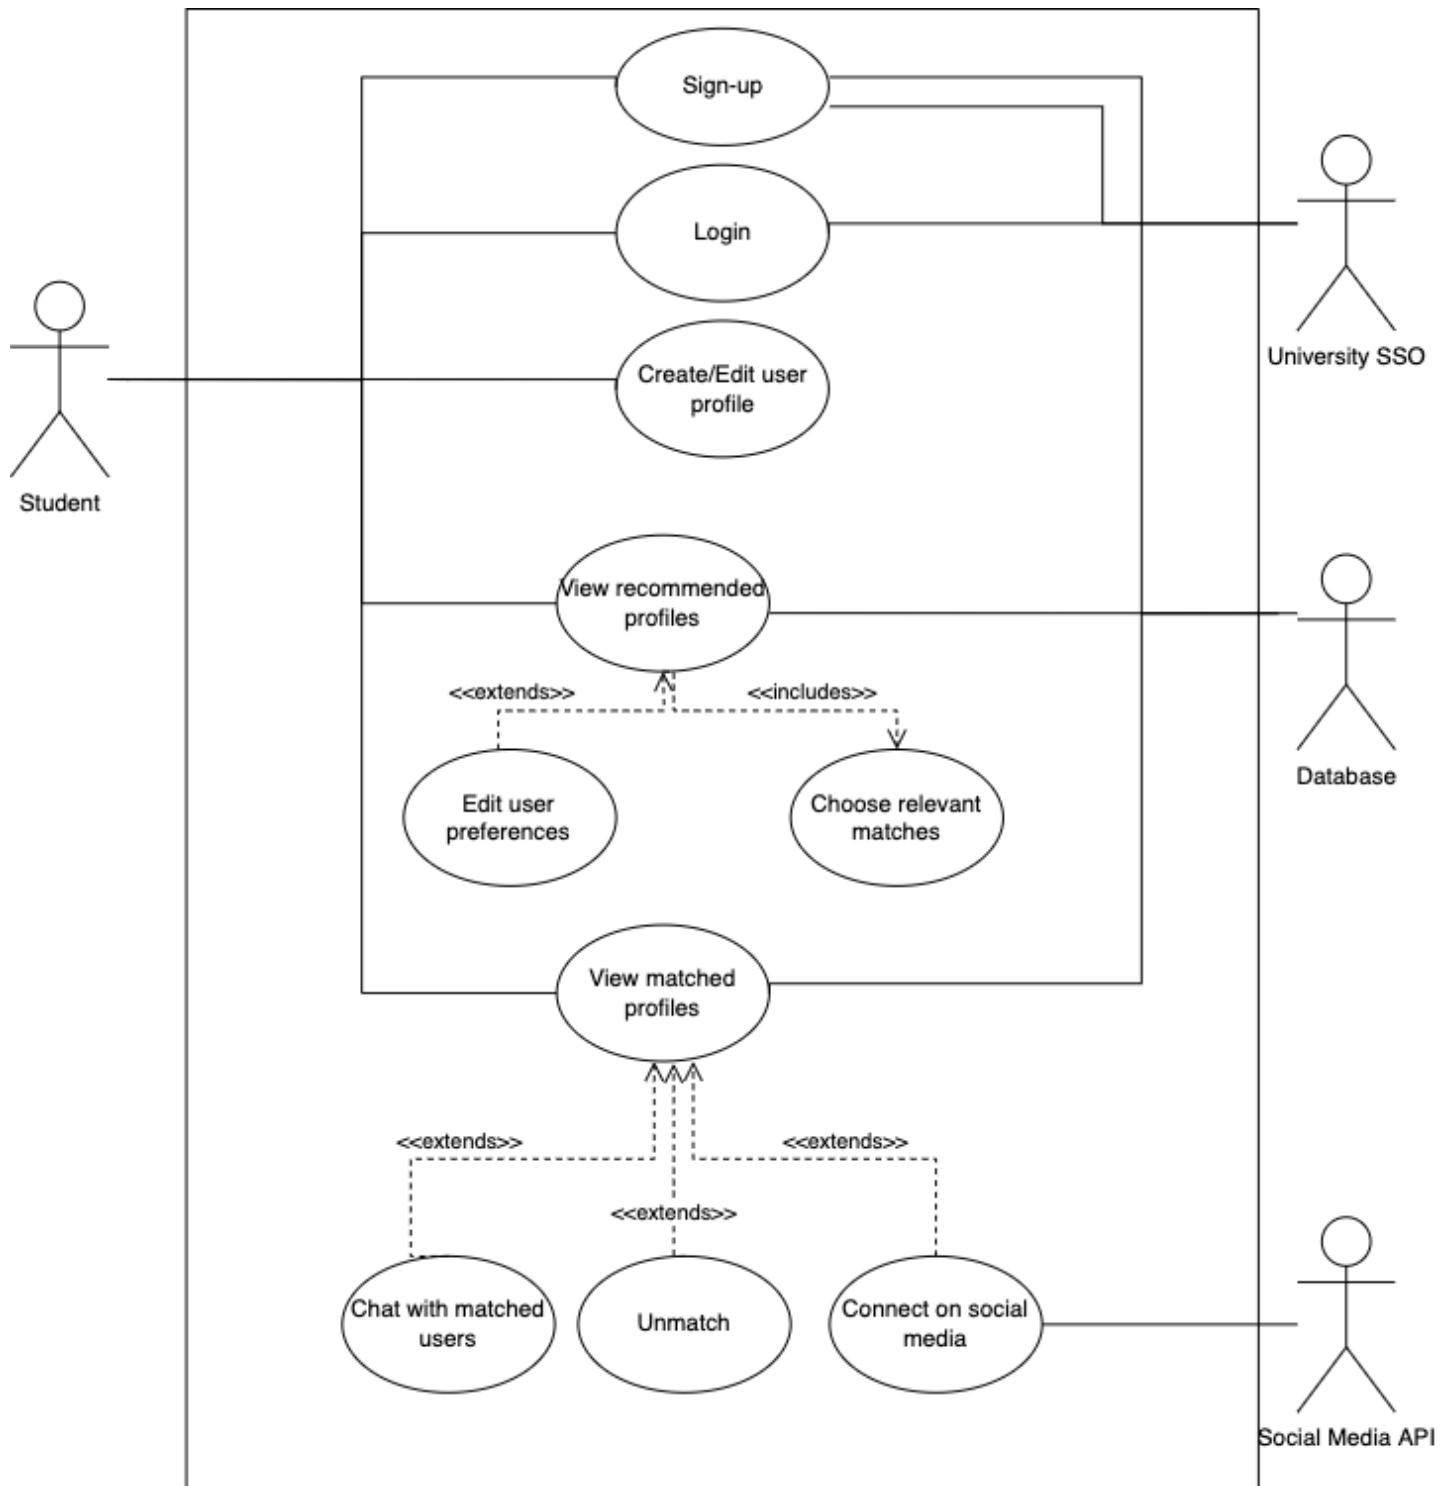 Sign-up
Login
University SSO
Create/Edit user
profile
Student
View recommended
profiles
<<extends>>
<<includes>>
Database
Edit user
preferences
Choose relevant
matches
View matched
profiles
<<extends>>
<<extends>>
<<extends>>
Chat with matched
users
Unmatch
Connect on social
media
Social Media API